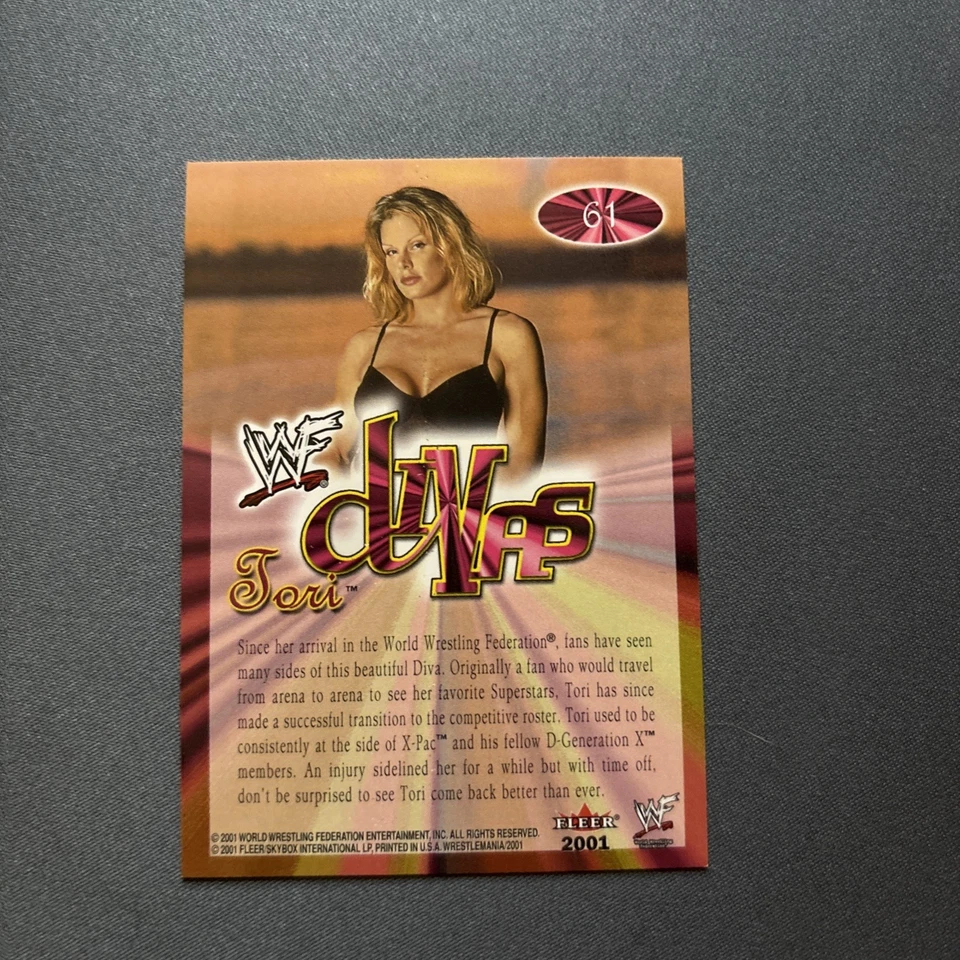 61
WF
divas
Tori™
Since her arrival in the World Wrestling Federation®, fans have seen
many sides of this beautiful Diva. Originally a fan who would travel
from arena to arena to see her favorite Superstars, Tori has since
made a successful transition to the competitive roster. Tori used to be
consistently at the side of X-Pac™ and his fellow D-Generation X™
members. An injury sidelined her for a while but with time off,
don't be surprised to see Tori come back better than ever.
© 2001 WORLD WRESTLING FEDERATION ENTERTAINMENT, INC. ALL RIGHTS RESERVED.
© 2001 FLEER/SKYBOX INTERNATIONAL LP, PRINTED IN U.S.A. WRESTLEMANIA/2001
FLEER®
2001
WF